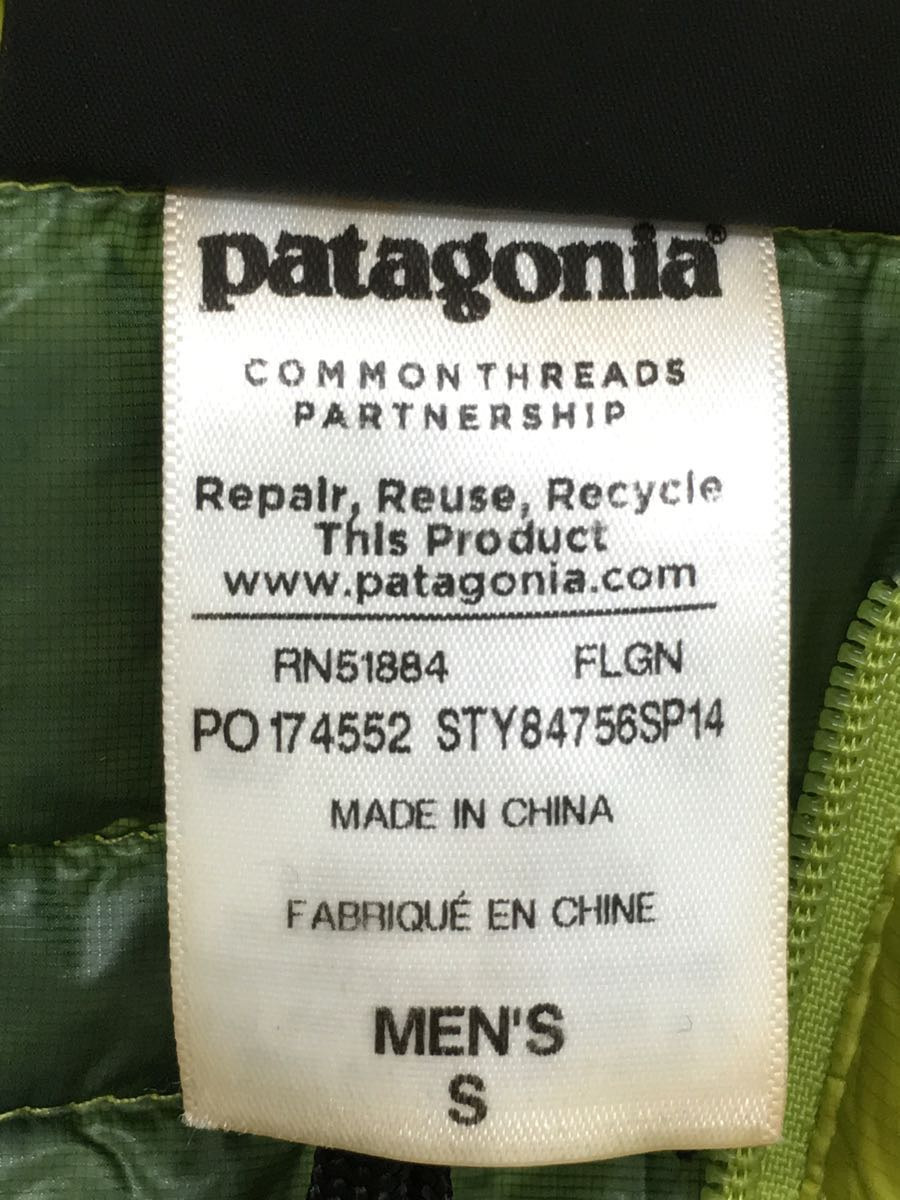 patagonia®
COMMON THREADS
PARTNERSHIP
Repair, Reuse, Recycle
This Product
www.patagonia.com
RN51884 FLGN
PO 174552 STY84756SP14
MADE IN CHINA
FABRIQUÉ EN CHINE
MEN'S
S